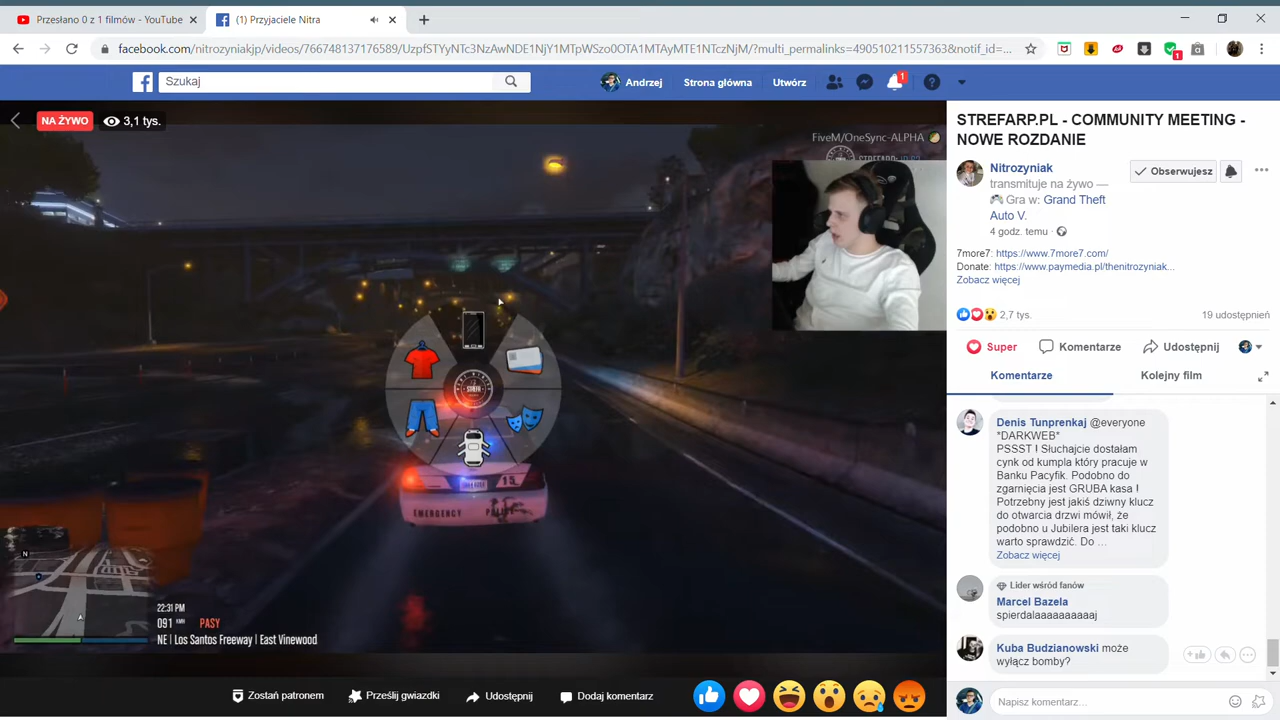 Przesłano 0 z 1 filmów - YouTube
(1) Przyjaciele Nitra
facebook.com/nitrozyniakjp/videos/766748137176589/UzpfSTYyNTc3NzAwNDE1NjY1MTpWSzo0OTA1MTAyMTE1NTczNjM/?multi_permalinks=490510211557363&notif_id=...
1
Szukaj
Andrzej
Strona główna
Utwórz
1
NA ŻYWO
3,1 tys.
FiveM/OneSync-ALPHA
STREFA
15
EMERGENCY
22:31 PM
091 KMH PASY
NE | Los Santos Freeway | East Vinewood
N
Zostań patronem
Prześlij gwiazdki
Udostępnij
Dodaj komentarz
STREFARP.PL - COMMUNITY MEETING -
NOWE ROZDANIE
Nitrozyniak
transmituje na żywo —
Gra w: Grand Theft
Auto V.
4 godz. temu
Obserwujesz
7more7: https://www.7more7.com/
Donate: https://www.paymedia.pl/thenitrozyniak...
Zobacz więcej
2,7 tys.
19 udostępnień
Super
Komentarze
Udostępnij
Komentarze
Kolejny film
Denis Tunprenkaj @everyone
*DARKWEB*
PSSST ! Słuchajcie dostałam
cynk od kumpla który pracuje w
Banku Pacyfik. Podobno do
zgarnięcia jest GRUBA kasa !
Potrzebny jest jakiś dziwny klucz
do otwarcia drzwi mówił, że
podobno u Jubilera jest taki klucz
warto sprawdzić. Do ...
Zobacz więcej
Lider wśród fanów
Marcel Bazela
spierdalaaaaaaaaaaj
Kuba Budzianowski może
wyłącz bomby?
Napisz komentarz...